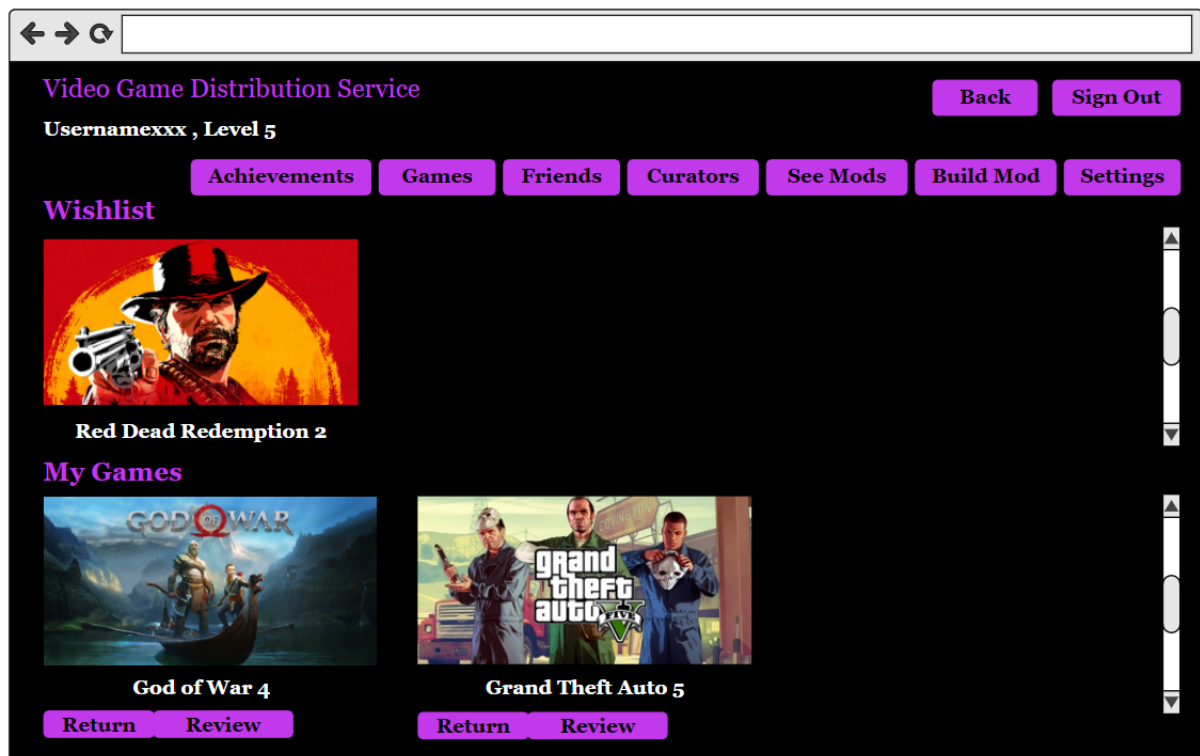 Video Game Distribution Service
Back
Sign Out
Usernamexxx , Level 5
Achievements
Games
Friends
Curators
See Mods
Build Mod
Settings
Wishlist
Red Dead Redemption 2
My Games
GOD OF WAR
COVINGTON
grand
theft
auto
FIVE
V
God of War 4
Grand Theft Auto 5
Return
Review
Return
Review